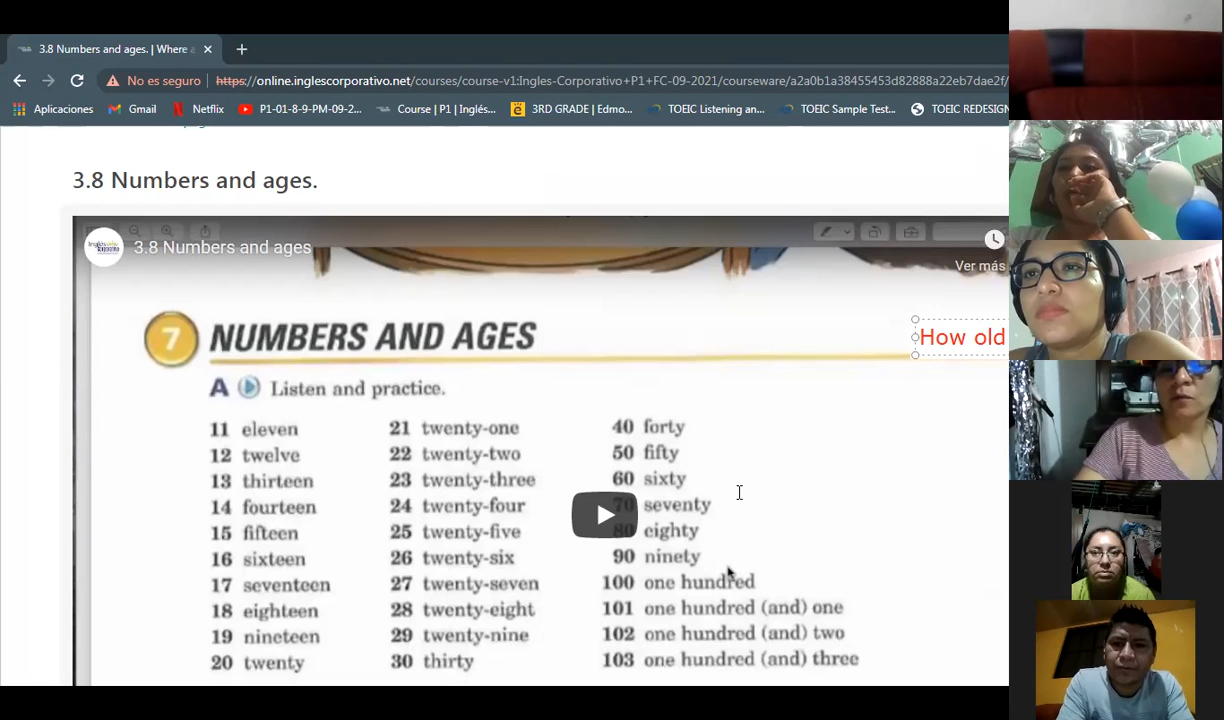 3.8 Numbers and ages. | Where a
No es seguro | https://online.inglescorporativo.net/courses/course-v1:Ingles-Corporativo+P1+FC-09-2021/courseware/a2a0b1a38455453d82888a22eb7dae2f/
Aplicaciones Gmail Netflix P1-01-8-9-PM-09-2... Course | P1 | Inglés... 3RD GRADE | Edmo... TOEIC Listening an... TOEIC Sample Test... TOEIC REDESIGN
3.8 Numbers and ages.
3.8 Numbers and ages
Ver más
7 NUMBERS AND AGES
How old
A Listen and practice.
11 eleven 21 twenty-one 40 forty
12 twelve 22 twenty-two 50 fifty
13 thirteen 23 twenty-three 60 sixty
14 fourteen 24 twenty-four 70 seventy
15 fifteen 25 twenty-five 80 eighty
16 sixteen 26 twenty-six 90 ninety
17 seventeen 27 twenty-seven 100 one hundred
18 eighteen 28 twenty-eight 101 one hundred (and) one
19 nineteen 29 twenty-nine 102 one hundred (and) two
20 twenty 30 thirty 103 one hundred (and) three